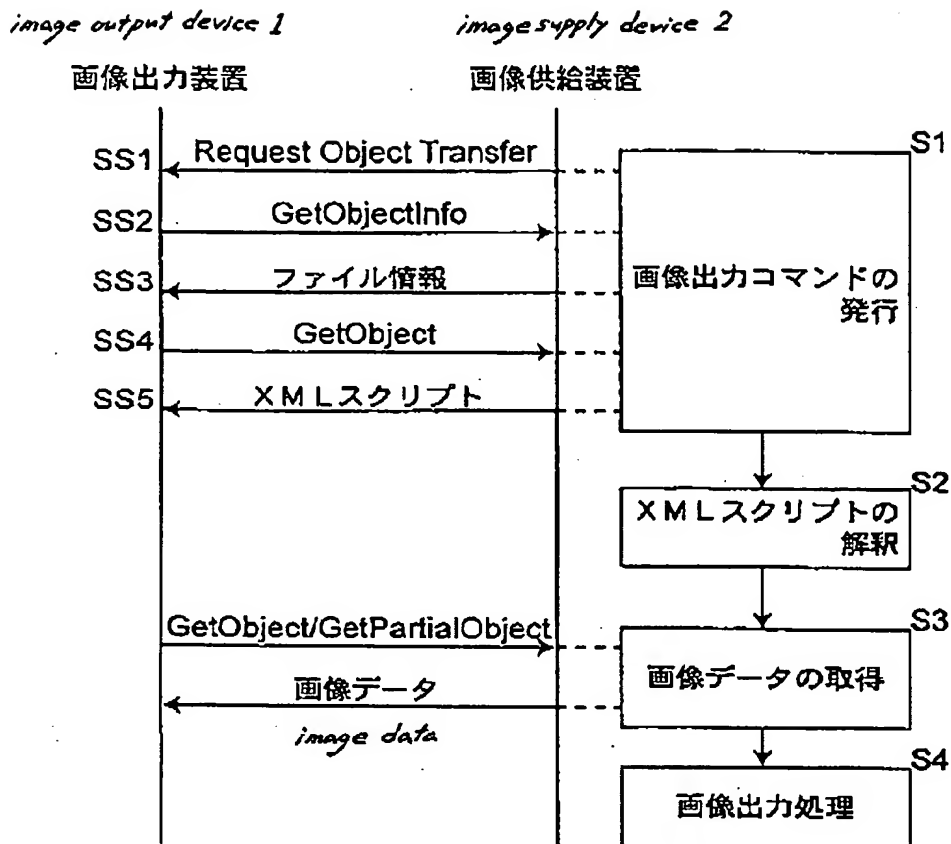 image output device 1
image supply device 2
画像出力装置
画像供給装置
SS1
Request Object Transfer
S1
SS2
GetObjectInfo
SS3
ファイル情報
画像出力コマンドの
発行
SS4
GetObject
SS5
XMLスクリプト
S2
XMLスクリプトの
解釈
GetObject/GetPartialObject
S3
画像データ
画像データの取得
image data
S4
画像出力処理